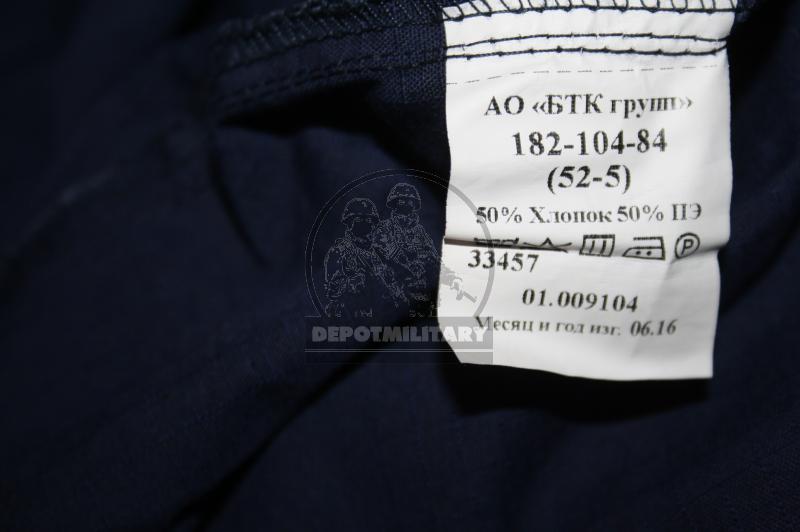 АО «БТК групп»
182-104-84
(52-5)
50% Хлопок 50% ПЭ
P
33457
01.009104
Месяц и год изг. 06.16
DEPOTMILITARY